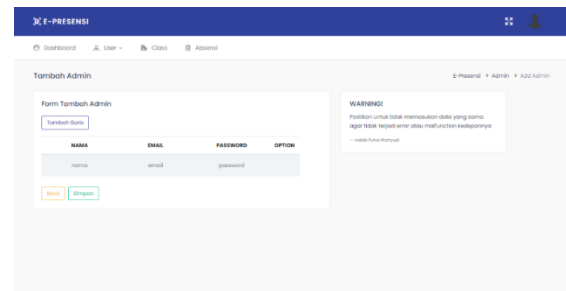 E-PRESENSI
Dashboard User Class Absensi
Tambah Admin
E-Presensi > Admin > Add Admin
Form Tambah Admin
Tambah Baris
NAMA EMAIL PASSWORD OPTION
nama email password
Back Simpan
WARNING!
Pastikan untuk tidak memasukan data yang sama
agar tidak terjadi error atau malfunction kedepannya
— Habib Putra